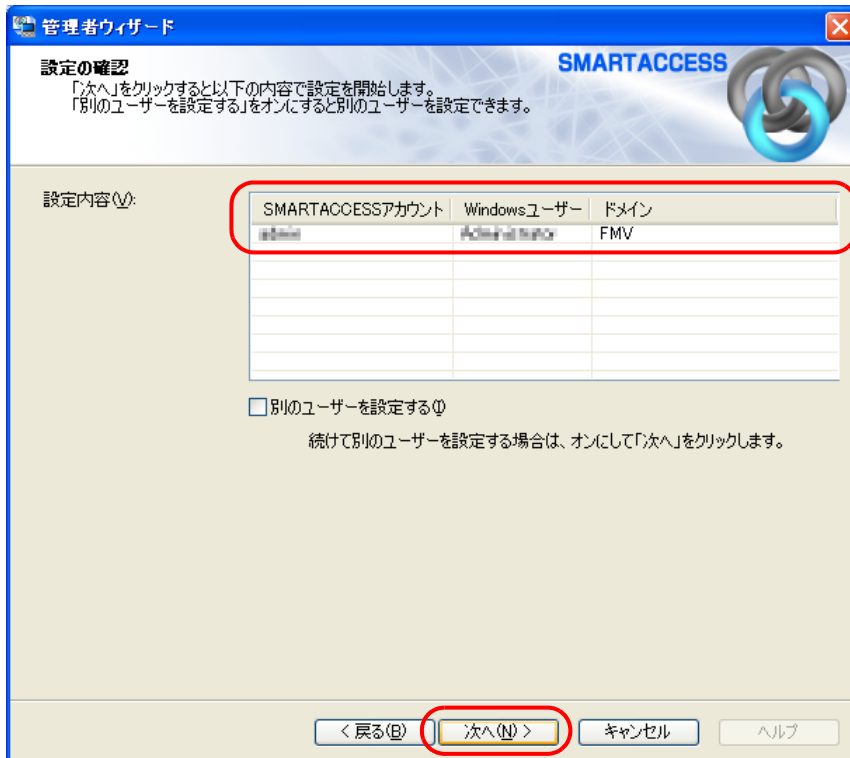 管理者ウィザード
設定の確認
「次へ」をクリックすると以下の内容で設定を開始します。
「別のユーザーを設定する」をオンにすると別のユーザーを設定できます。
SMARTACCESS
設定内容(V):
SMARTACCESSアカウント Windowsユーザー ドメイン
FMV
別のユーザーを設定する(I)
続けて別のユーザーを設定する場合は、オンにして「次へ」をクリックします。
< 戻る(B) 次へ(N) > キャンセル ヘルプ